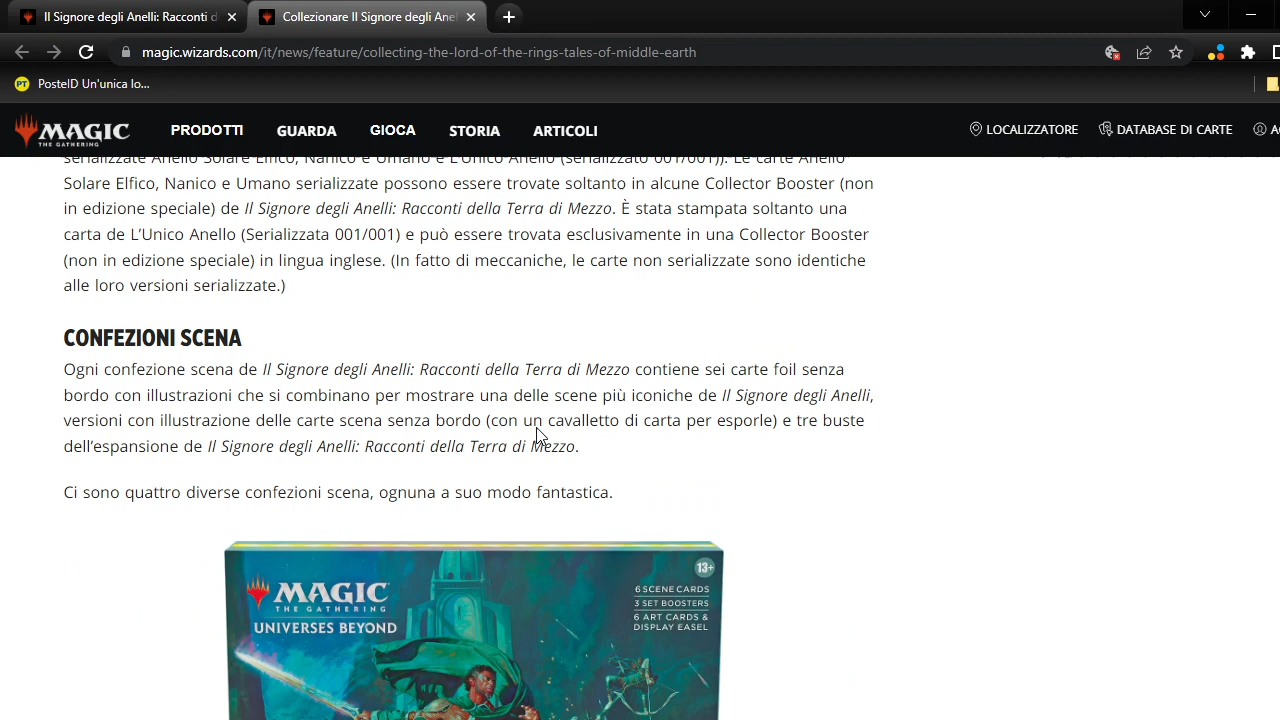 Il Signore degli Anelli: Racconti d
Collezionare Il Signore degli Anel
magic.wizards.com/it/news/feature/collecting-the-lord-of-the-rings-tales-of-middle-earth
PosteID Un'unica lo...
MAGIC
THE GATHERING
PRODOTTI
GUARDA
GIOCA
STORIA
ARTICOLI
LOCALIZZATORE
DATABASE DI CARTE
serializzate Anello Solare Elfico, Nanico e Umano e L'Unico Anello (serializzato 001/001)). Le carte Anello
Solare Elfico, Nanico e Umano serializzate possono essere trovate soltanto in alcune Collector Booster (non
in edizione speciale) de Il Signore degli Anelli: Racconti della Terra di Mezzo. È stata stampata soltanto una
carta de L'Unico Anello (Serializzata 001/001) e può essere trovata esclusivamente in una Collector Booster
(non in edizione speciale) in lingua inglese. (In fatto di meccaniche, le carte non serializzate sono identiche
alle loro versioni serializzate.)
CONFEZIONI SCENA
Ogni confezione scena de Il Signore degli Anelli: Racconti della Terra di Mezzo contiene sei carte foil senza
bordo con illustrazioni che si combinano per mostrare una delle scene più iconiche de Il Signore degli Anelli,
versioni con illustrazione delle carte scena senza bordo (con un cavalletto di carta per esporle) e tre buste
dell'espansione de Il Signore degli Anelli: Racconti della Terra di Mezzo.
Ci sono quattro diverse confezioni scena, ognuna a suo modo fantastica.
MAGIC
THE GATHERING
UNIVERSES BEYOND
13+
6 SCENE CARDS
3 SET BOOSTERS
6 ART CARDS &
DISPLAY EASEL